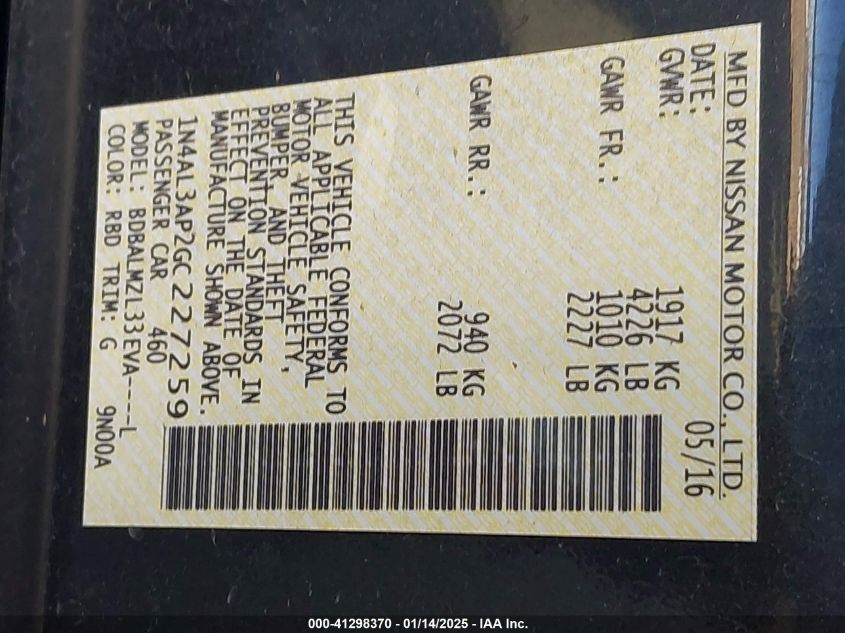 MFD BY NISSAN MOTOR CO., LTD.
DATE: 05/16
GVWR: 1917 KG
4226 LB
GAWR FR.: 1010 KG
2227 LB
GAWR RR.: 940 KG
2072 LB
THIS VEHICLE CONFORMS TO
ALL APPLICABLE FEDERAL
MOTOR VEHICLE SAFETY,
BUMPER, AND THEFT
PREVENTION STANDARDS IN
EFFECT ON THE DATE OF
MANUFACTURE SHOWN ABOVE.
1N4AL3AP2GC227259
PASSENGER CAR 460
MODEL: BDBALMZL33EVA----L
COLOR: RBD TRIM: G 9N00A
000-41298370 - 01/14/2025 - IAA Inc.